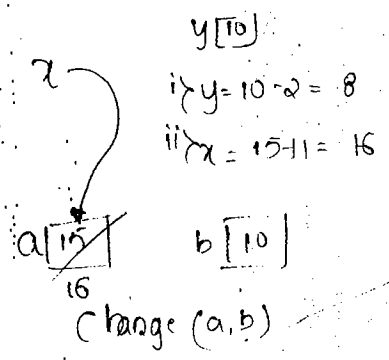 y [10]
x
i> y = 10 - 2 = 8
ii> x = 15+1 = 16
a [15]
b [10]
16
Change (a, b)